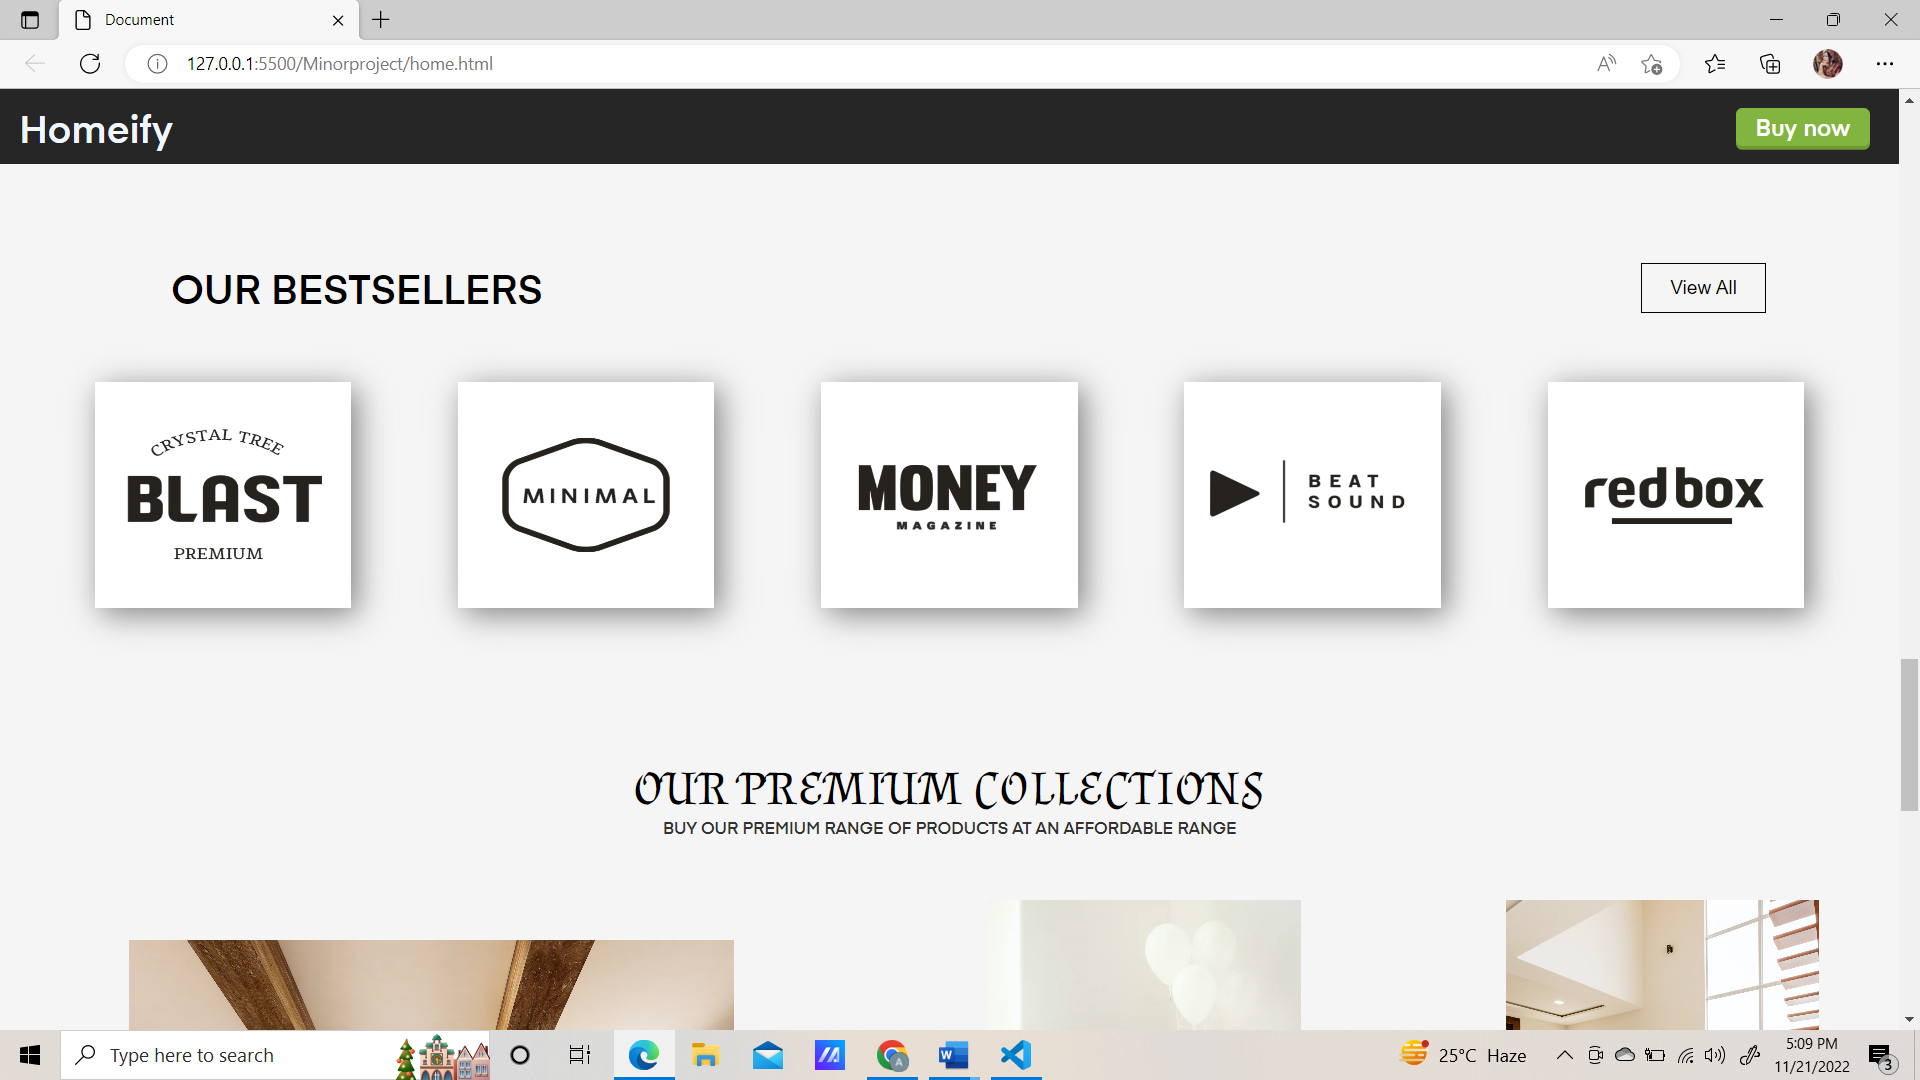 Document
127.0.0.1:5500/Minorproject/home.html
Homeify
Buy now
OUR BESTSELLERS
View All
CRYSTAL TREE
BLAST
PREMIUM
MINIMAL
MONEY
MAGAZINE
BEAT
SOUND
redbox
OUR PREMIUM COLLECTIONS
BUY OUR PREMIUM RANGE OF PRODUCTS AT AN AFFORDABLE RANGE
Type here to search
25°C Haze
5:09 PM
11/21/2022
3